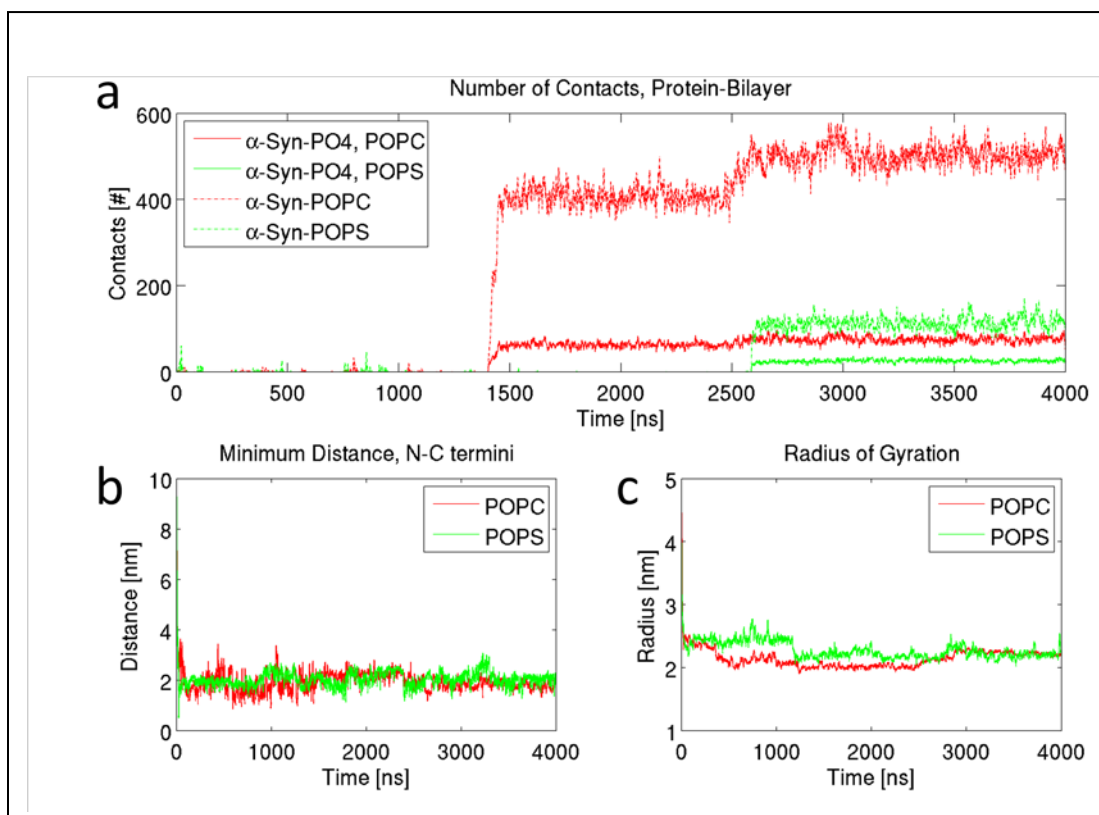 a
Number of Contacts, Protein-Bilayer
600
400
200
0
Contacts [#]
α-Syn-PO4, POPC
α-Syn-PO4, POPS
α-Syn-POPC
α-Syn-POPS
0 500 1000 1500 2000 2500 3000 3500 4000
Time [ns]
b
Minimum Distance, N-C termini
10
8
6
4
2
0
Distance [nm]
POPC
POPS
0 1000 2000 3000 4000
Time [ns]
c
Radius of Gyration
5
4
3
2
1
Radius [nm]
POPC
POPS
0 1000 2000 3000 4000
Time [ns]